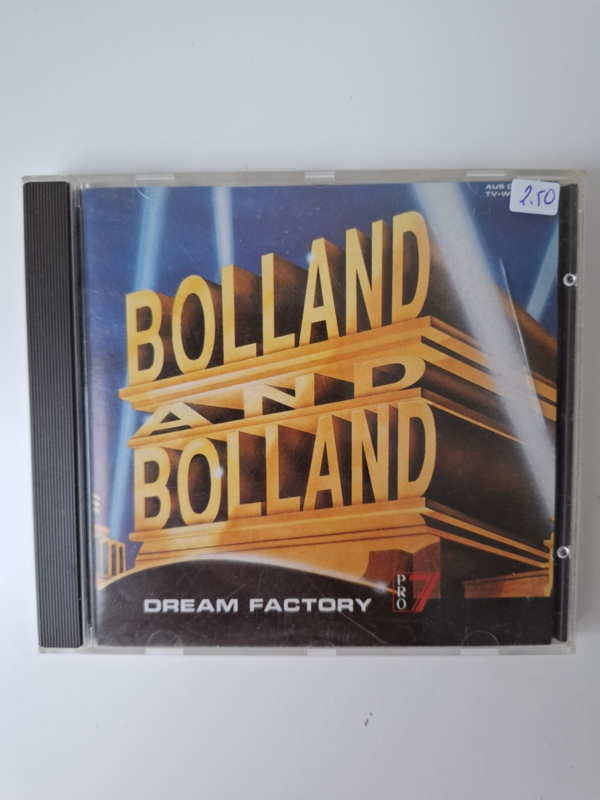 AUS D
TV-W
2.50
BOLLAND
AND
BOLLAND
DREAM FACTORY
PRO 7